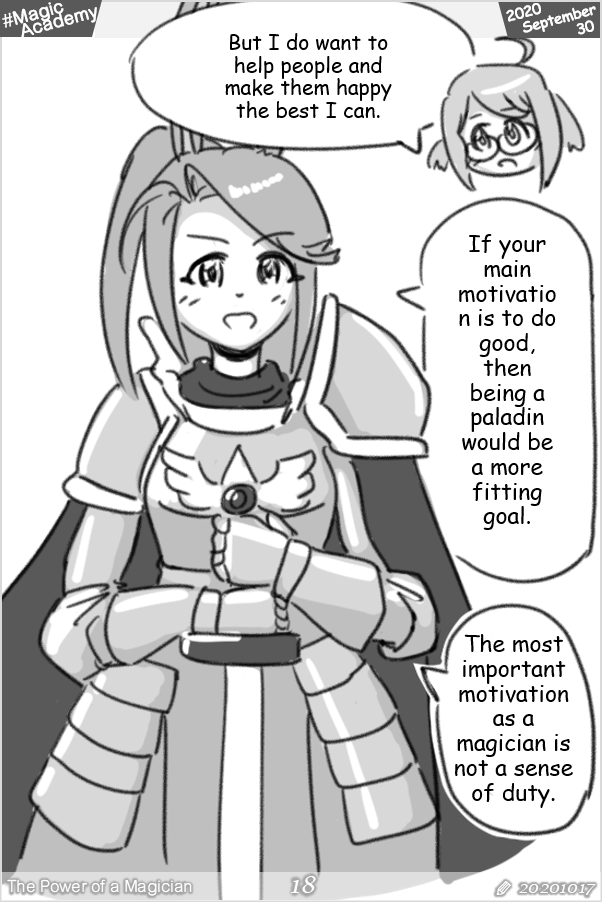 #Magic
Academy
2020
September
30
But I do want to
help people and
make them happy
the best I can.
If your
main
motivatio
n is to do
good,
then
being a
paladin
would be
a more
fitting
goal.
The most
important
motivation
as a
magician is
not a sense
of duty.
The Power of a Magician
18
20201017